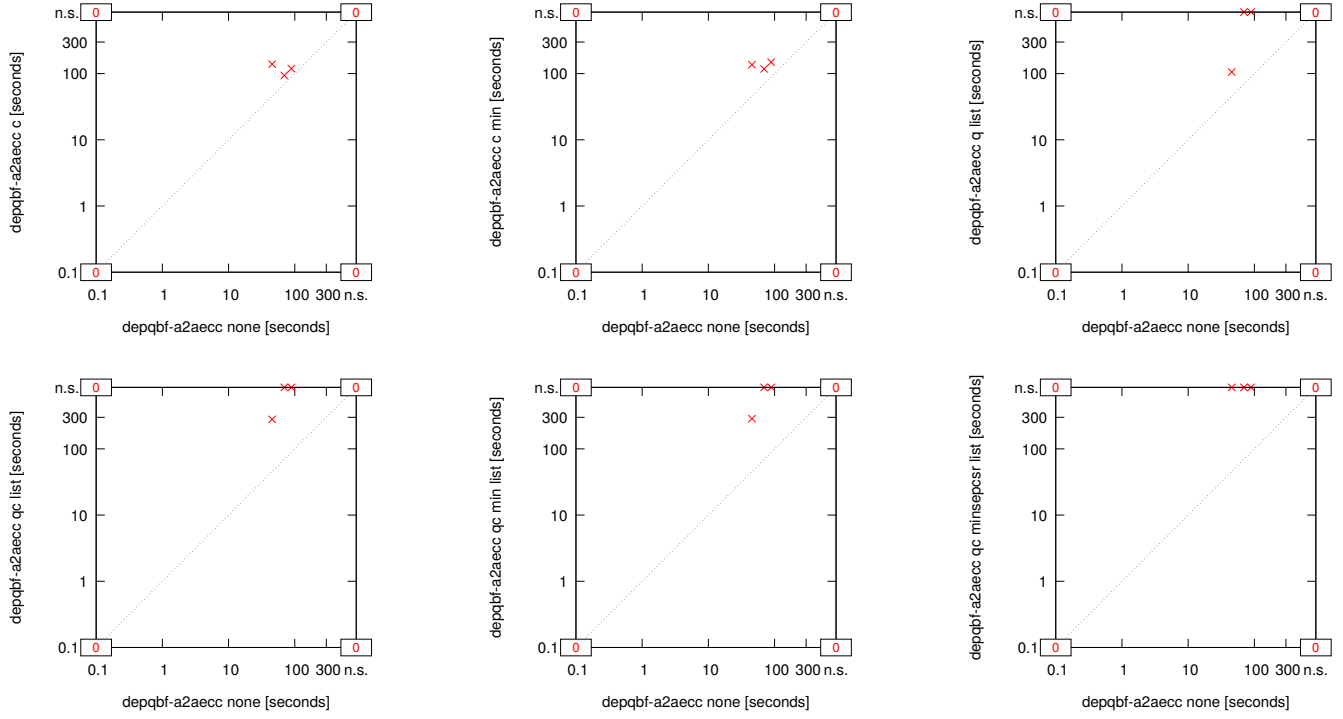 n.s. 0 0
300
100
10
1
0.1 0 0
0.1 1 10 100 300 n.s.
depqbf-a2aecc none [seconds]
depqbf-a2aecc c [seconds]
n.s. 0 0
300
100
10
1
0.1 0 0
0.1 1 10 100 300 n.s.
depqbf-a2aecc none [seconds]
depqbf-a2aecc c min [seconds]
n.s. 0 0
300
100
10
1
0.1 0 0
0.1 1 10 100 300 n.s.
depqbf-a2aecc none [seconds]
depqbf-a2aecc q list [seconds]
n.s. 0 0
300
100
10
1
0.1 0 0
0.1 1 10 100 300 n.s.
depqbf-a2aecc none [seconds]
depqbf-a2aecc qc list [seconds]
n.s. 0 0
300
100
10
1
0.1 0 0
0.1 1 10 100 300 n.s.
depqbf-a2aecc none [seconds]
depqbf-a2aecc qc min list [seconds]
n.s. 0 0
300
100
10
1
0.1 0 0
0.1 1 10 100 300 n.s.
depqbf-a2aecc none [seconds]
depqbf-a2aecc qc minsepcsr list [seconds]